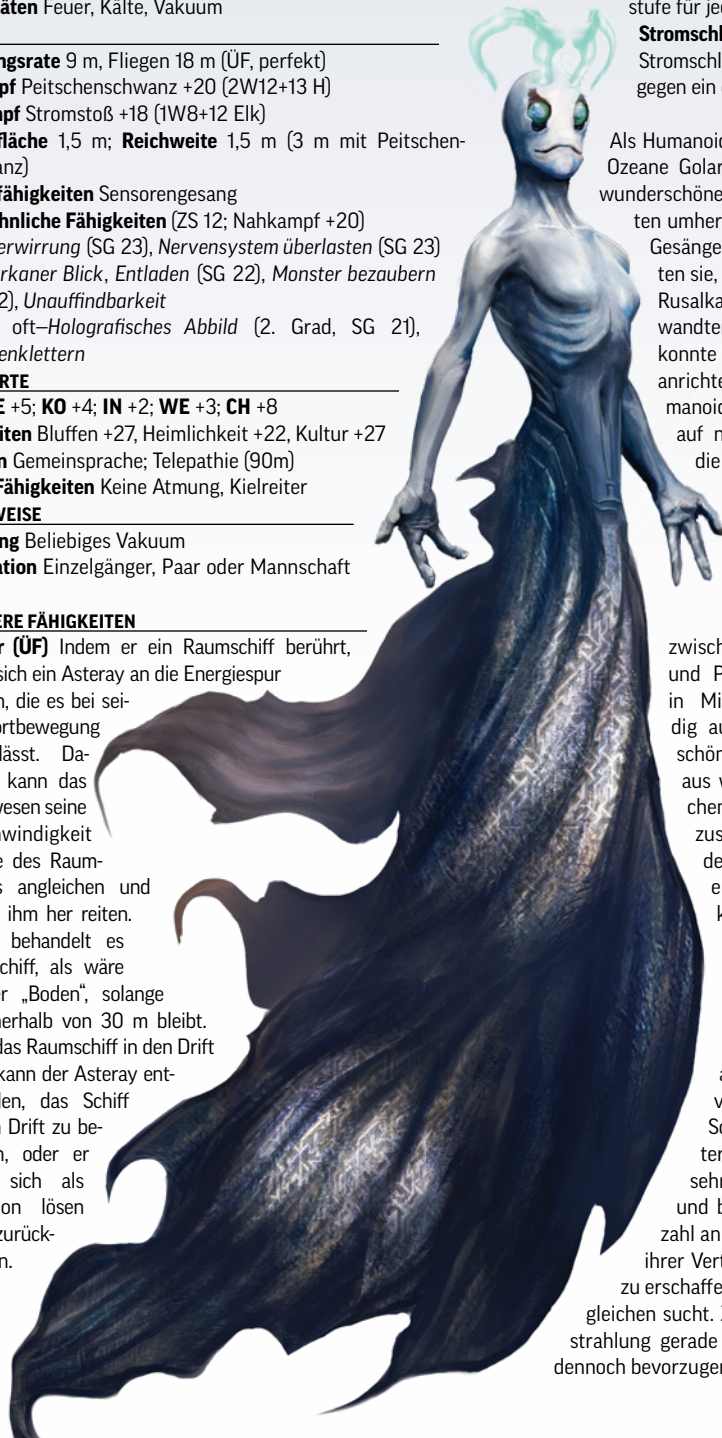 äten Feuer, Kälte, Vakuum
ngsrate 9 m, Fliegen 18 m (ÜF, perfekt)
pf Peitschenschwanz +20 (2W12+13 H)
mpf Stromstoß +18 (1W8+12 Elk)
fläche 1,5 m; Reichweite 1,5 m (3 m mit Peitschen-
anz)
fähigkeiten Sensorengesang
hnliche Fähigkeiten (ZS 12; Nahkampf +20)
erwirrung (SG 23), Nervensystem überlasten (SG 23)
rkaner Blick, Entladen (SG 22), Monster bezaubern
2), Unauffindbarkeit
oft—Holografisches Abbild (2. Grad, SG 21),
enklettern
RTE
E +5; KO +4; IN +2; WE +3; CH +8
iten Bluffen +27, Heimlichkeit +22, Kultur +27
n Gemeinsprache; Telepathie (90m)
Fähigkeiten Keine Atmung, Kielreiter
WEISE
ng Beliebiges Vakuum
ation Einzelgänger, Paar oder Mannschaft
ERE FÄHIGKEITEN
r (ÜF) Indem er ein Raumschiff berührt,
sich ein Asteray an die Energiespur
n, die es bei sei-
ortbewegung
lässt. Da-
kann das
wesen seine
hwindigkeit
e des Raum-
s angleichen und
ihm her reiten.
behandelt es
chiff, als wäre
er „Boden“, solange
nerhalb von 30 m bleibt.
das Raumschiff in den Drift
kann der Asteray ent-
den, das Schiff
n Drift zu be-
n, oder er
sich als
on lösen
zurück-
n.
stufe für jed
Stromschl
Stromschl
gegen ein
Als Humanoid
Ozeane Golar
wunderschöne
ten umher
Gesänge
ten sie,
Rusalka
wandten
konnte
anrichte
manoid
auf n
die
zwisch
und P
in Mi
dig au
schön
aus v
chen
zus
de
e
k
a
v
Sc
ter
sehr
und b
zahl an
ihrer Vert
zu erschaffe
gleichen sucht.
strahlung gerade
dennoch bevorzuger